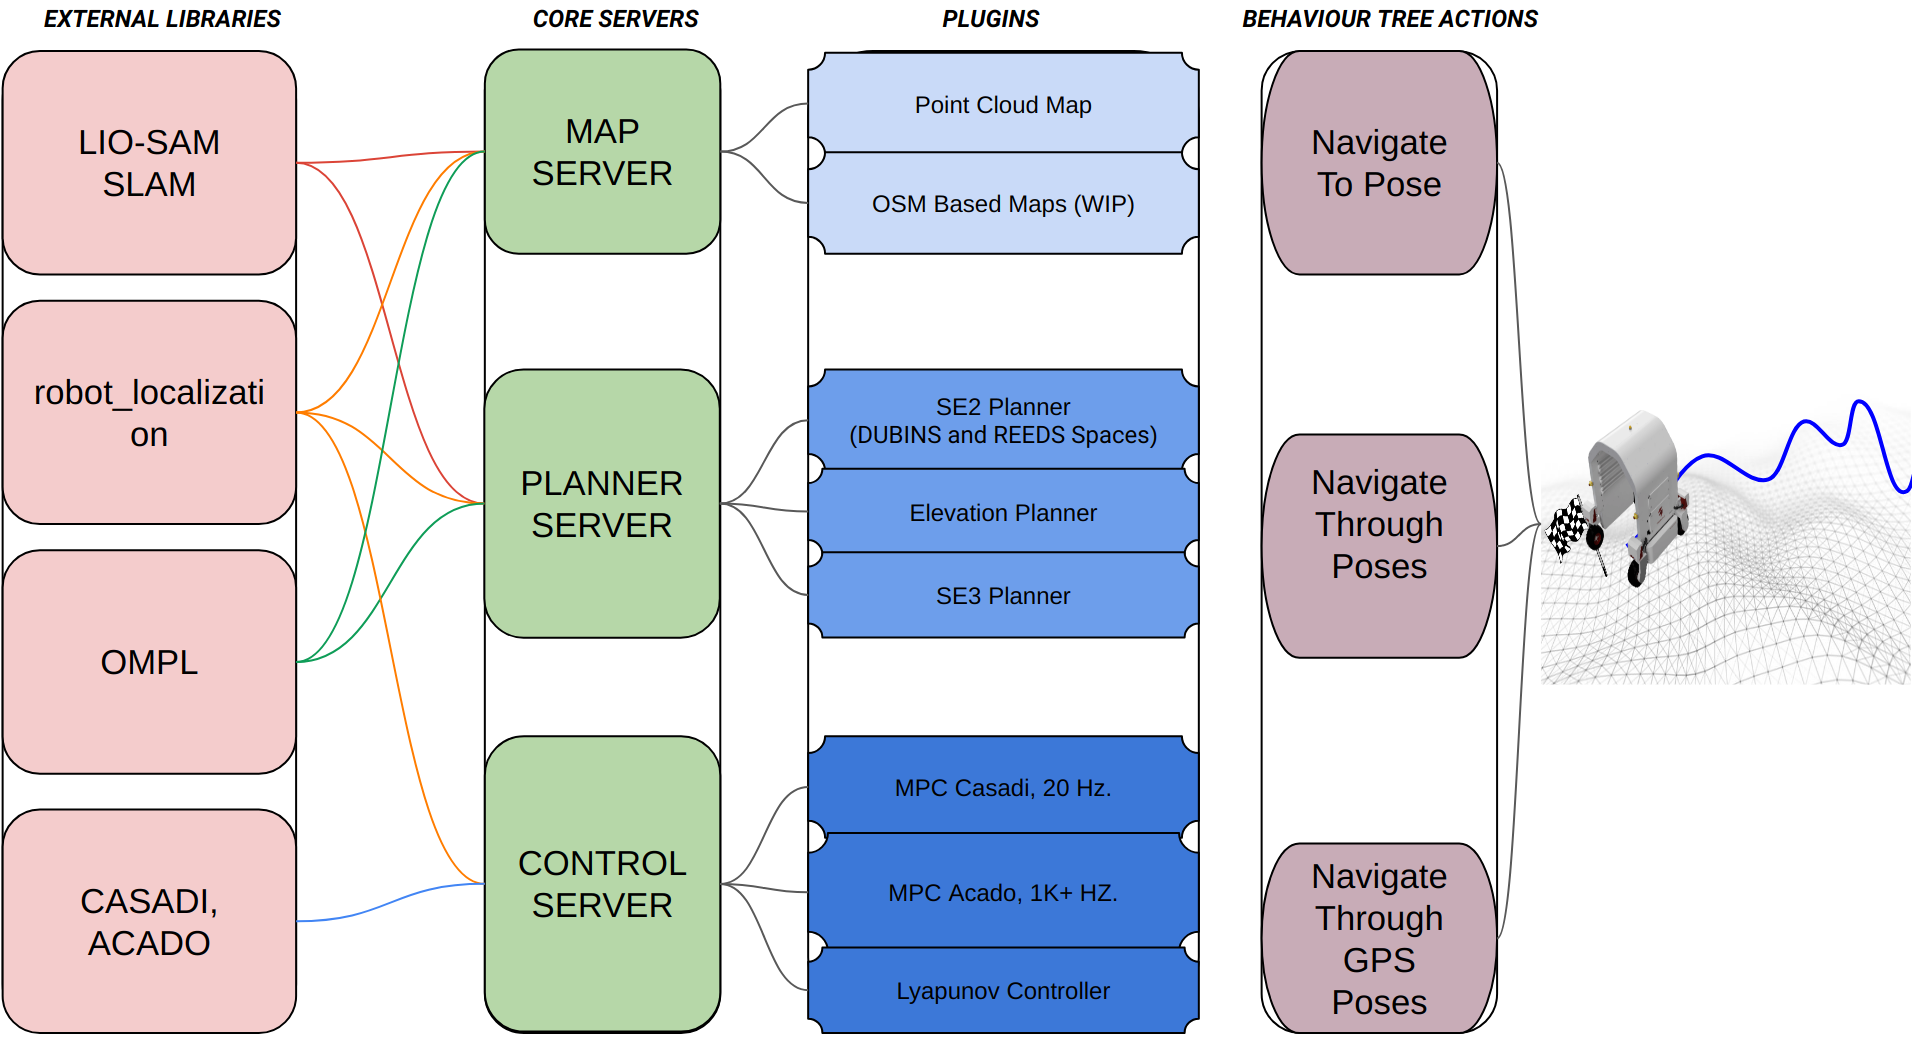 EXTERNAL LIBRARIES
LIO-SAM
SLAM
robot_localizati
on
OMPL
CASADI,
ACADO
CORE SERVERS
MAP
SERVER
PLANNER
SERVER
CONTROL
SERVER
PLUGINS
Point Cloud Map
OSM Based Maps (WIP)
SE2 Planner
(DUBINS and REEDS Spaces)
Elevation Planner
SE3 Planner
MPC Casadi, 20 Hz.
MPC Acado, 1K+ HZ.
Lyapunov Controller
BEHAVIOUR TREE ACTIONS
Navigate
To Pose
Navigate
Through
Poses
Navigate
Through
GPS
Poses